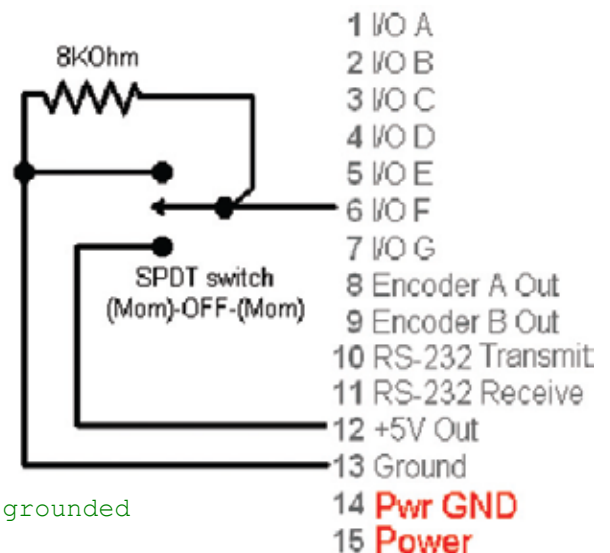 8KOhm
SPDT switch
(Mom)-OFF-(Mom)
grounded
1 I/O A
2 I/O B
3 I/O C
4 I/O D
5 I/O E
6 I/O F
7 I/O G
8 Encoder A Out
9 Encoder B Out
10 RS-232 Transmit
11 RS-232 Receive
12 +5V Out
13 Ground
14 Pwr GND
15 Power